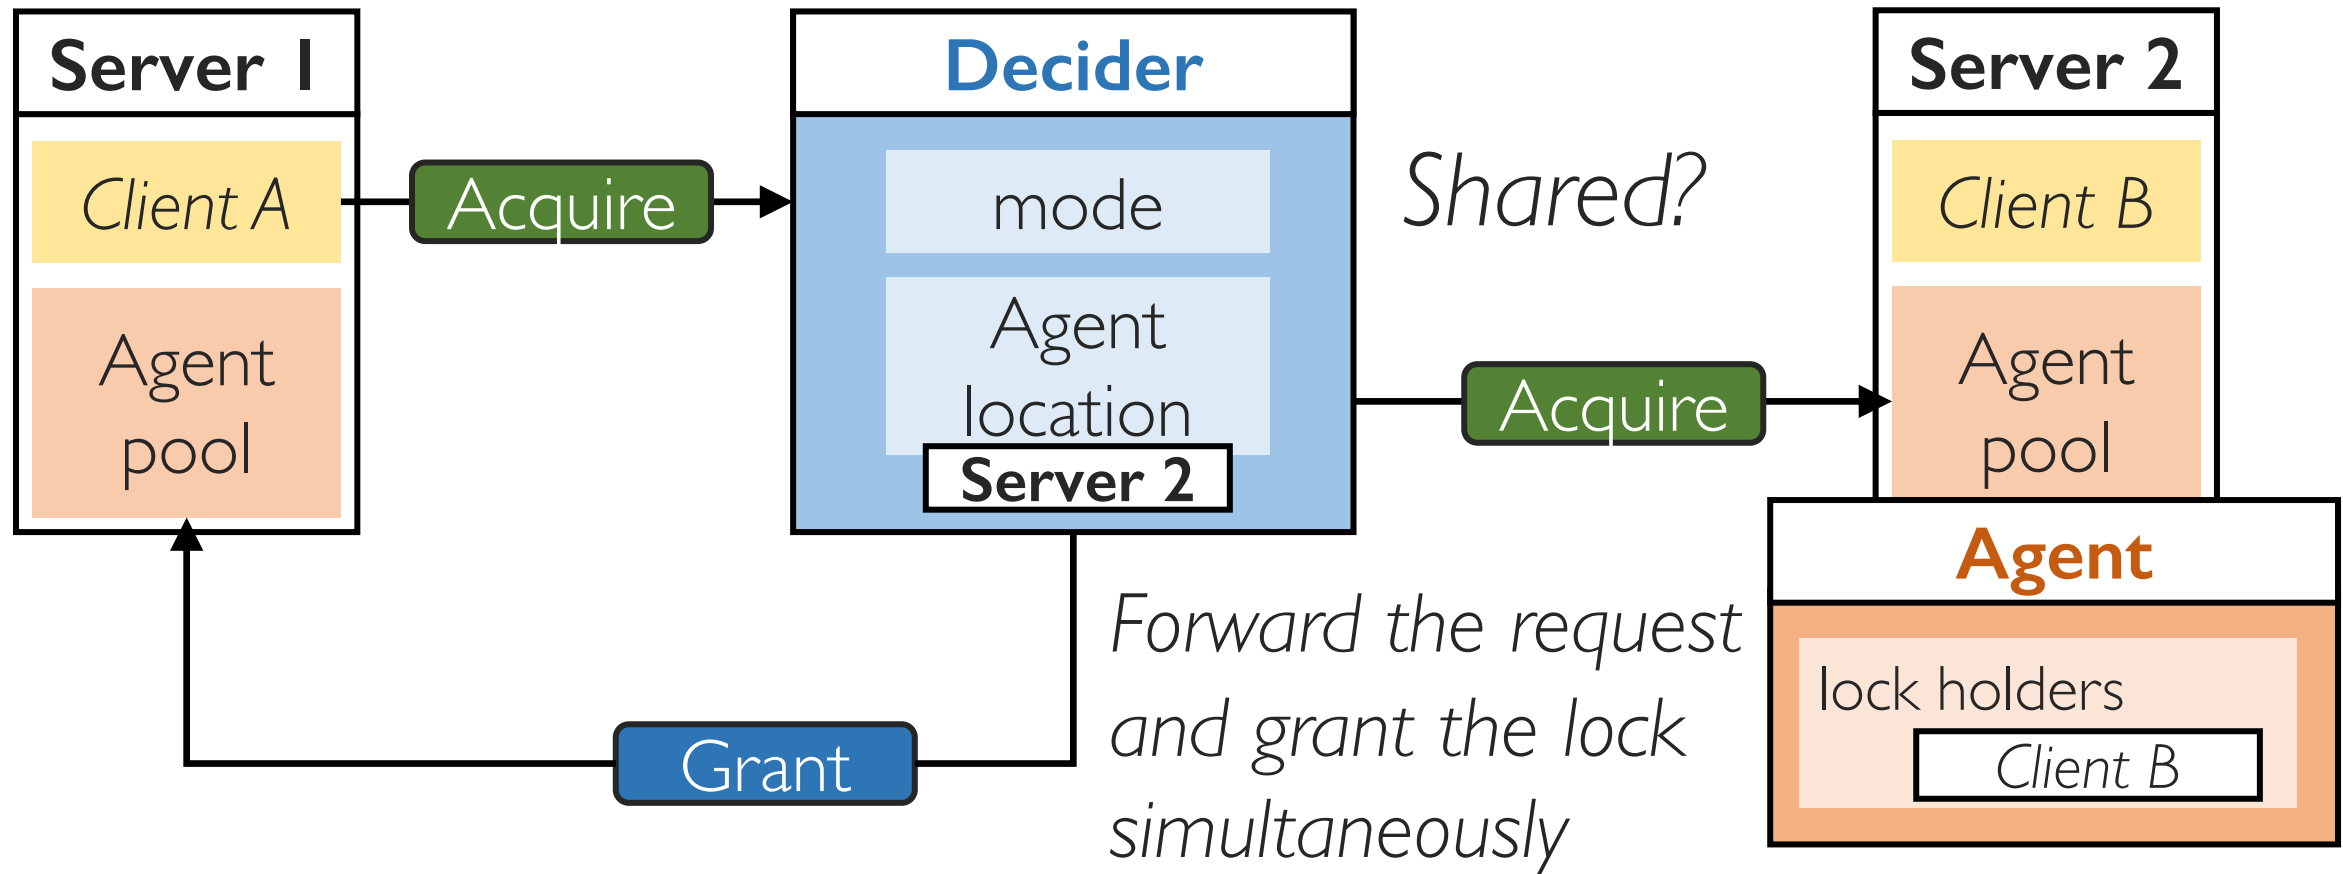 Server 1
Client A
Agent
pool
Acquire
Decider
mode
Agent
location
Server 2
Shared?
Acquire
Server 2
Client B
Agent
pool
Agent
lock holders
Client B
Grant
Forward the request
and grant the lock
simultaneously